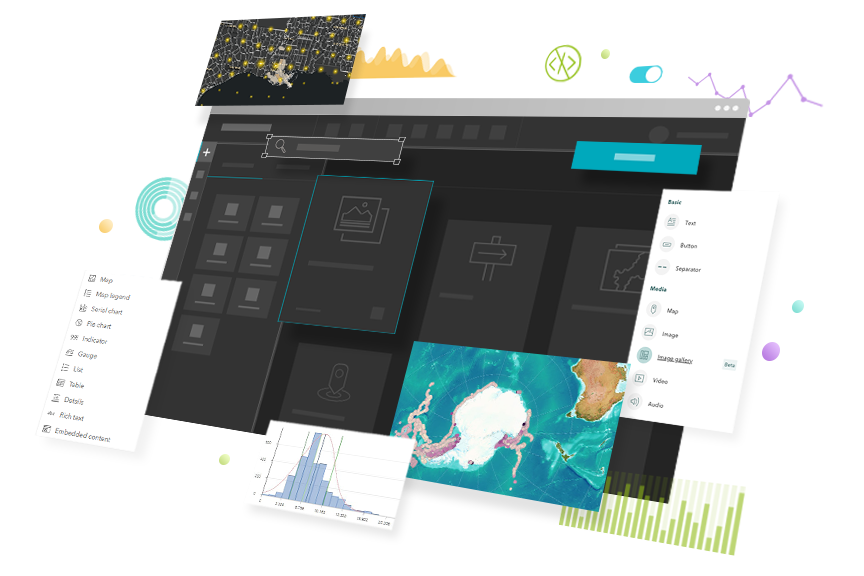 Basic
Text
Button
Separator
Media
Map
Image
Image gallery
Beta
Video
Audio
Map
Map legend
Serial chart
Pie chart
Indicator
Gauge
List
Table
Details
Rich text
Embedded content